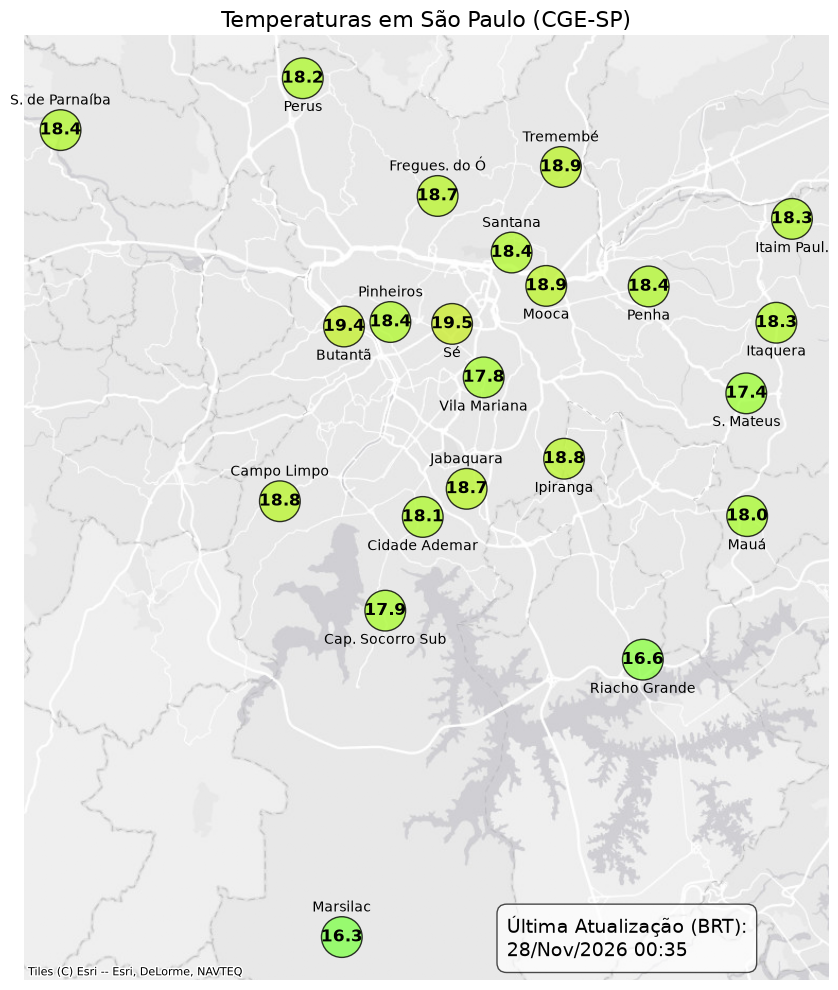 Temperaturas em São Paulo (CGE-SP)
18.2
Perus
S. de Parnaíba
18.4
Tremembé
18.9
Fregues. do Ó
18.7
18.3
Itaim Paul.
Santana
18.4
18.9
Mooca
18.4
Penha
Pinheiros
18.4
19.4
Butantã
19.5
Sé
18.3
Itaquera
17.8
Vila Mariana
17.4
S. Mateus
Jabaquara
18.7
18.8
Ipiranga
Campo Limpo
18.8
18.1
Cidade Ademar
18.0
Mauá
17.9
Cap. Socorro Sub
16.6
Riacho Grande
Marsilac
16.3
Última Atualização (BRT):
28/Nov/2026 00:35
Tiles (C) Esri -- Esri, DeLorme, NAVTEQ